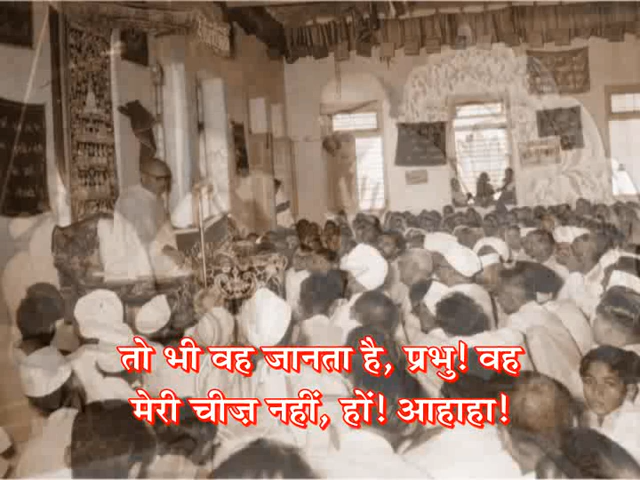 तो भी वह जानता है, प्रभु! वह
मेरी चीज़ नहीं, हों! आहाहा!